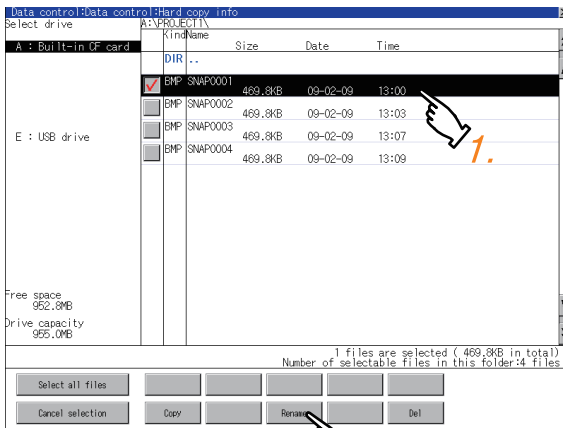 Data control:Data control:Hard copy info
Select drive
A:\PROJECT1\
Kind Name
Size Date Time
A : Built-in CF card
DIR ..
BMP SNAP0001
469.8KB 09-02-09 13:00
BMP SNAP0002
469.8KB 09-02-09 13:03
BMP SNAP0003
469.8KB 09-02-09 13:07
BMP SNAP0004
469.8KB 09-02-09 13:09
E : USB drive
1.
Free space
952.8MB
Drive capacity
955.0MB
1 files are selected ( 469.8KB in total)
Number of selectable files in this folder:4 files
Select all files
Cancel selection Copy Rename Del